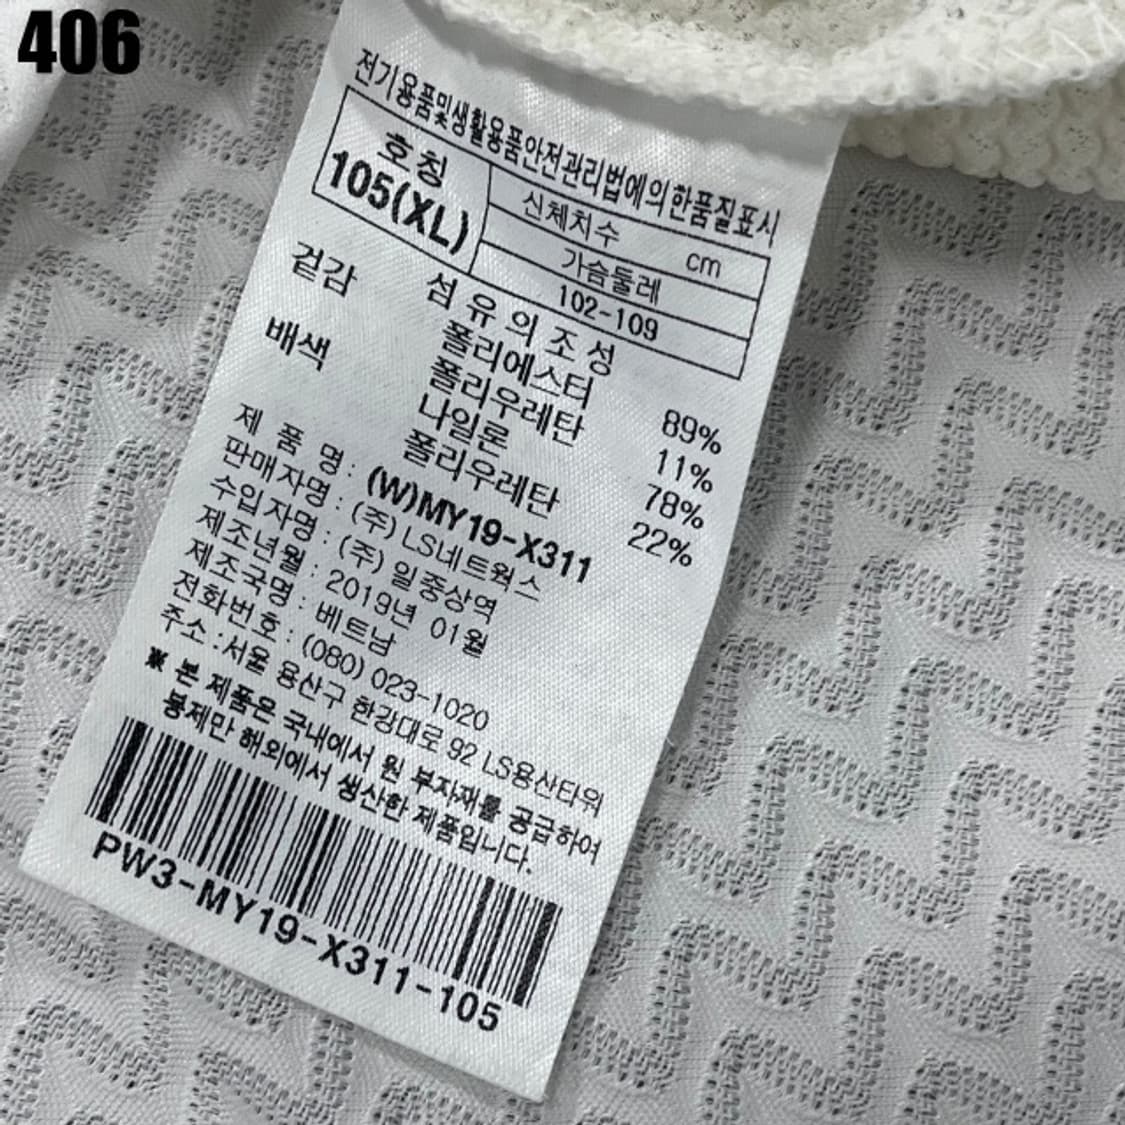 406
전기용품및생활용품안전관리법에의한품질표시
호칭
105(XL)
신체치수 cm
가슴둘레
102-109
섬유의조성
겉감 폴리에스터 89%
폴리우레탄 11%
배색 나일론 78%
폴리우레탄 22%
제 품 명 : (W)MY19-X311
판매자명 : (주) LS네트웍스
수입자명 : (주) 일중상역
제조년월 : 2019년 01월
제조국명 : 베트남
전화번호 : (080) 023-1020
주소 : 서울 용산구 한강대로 92 LS용산타워
※ 본 제품은 국내에서 원 부자재를 공급하여
봉제만 해외에서 생산한 제품입니다.
PW3-MY19-X311-105